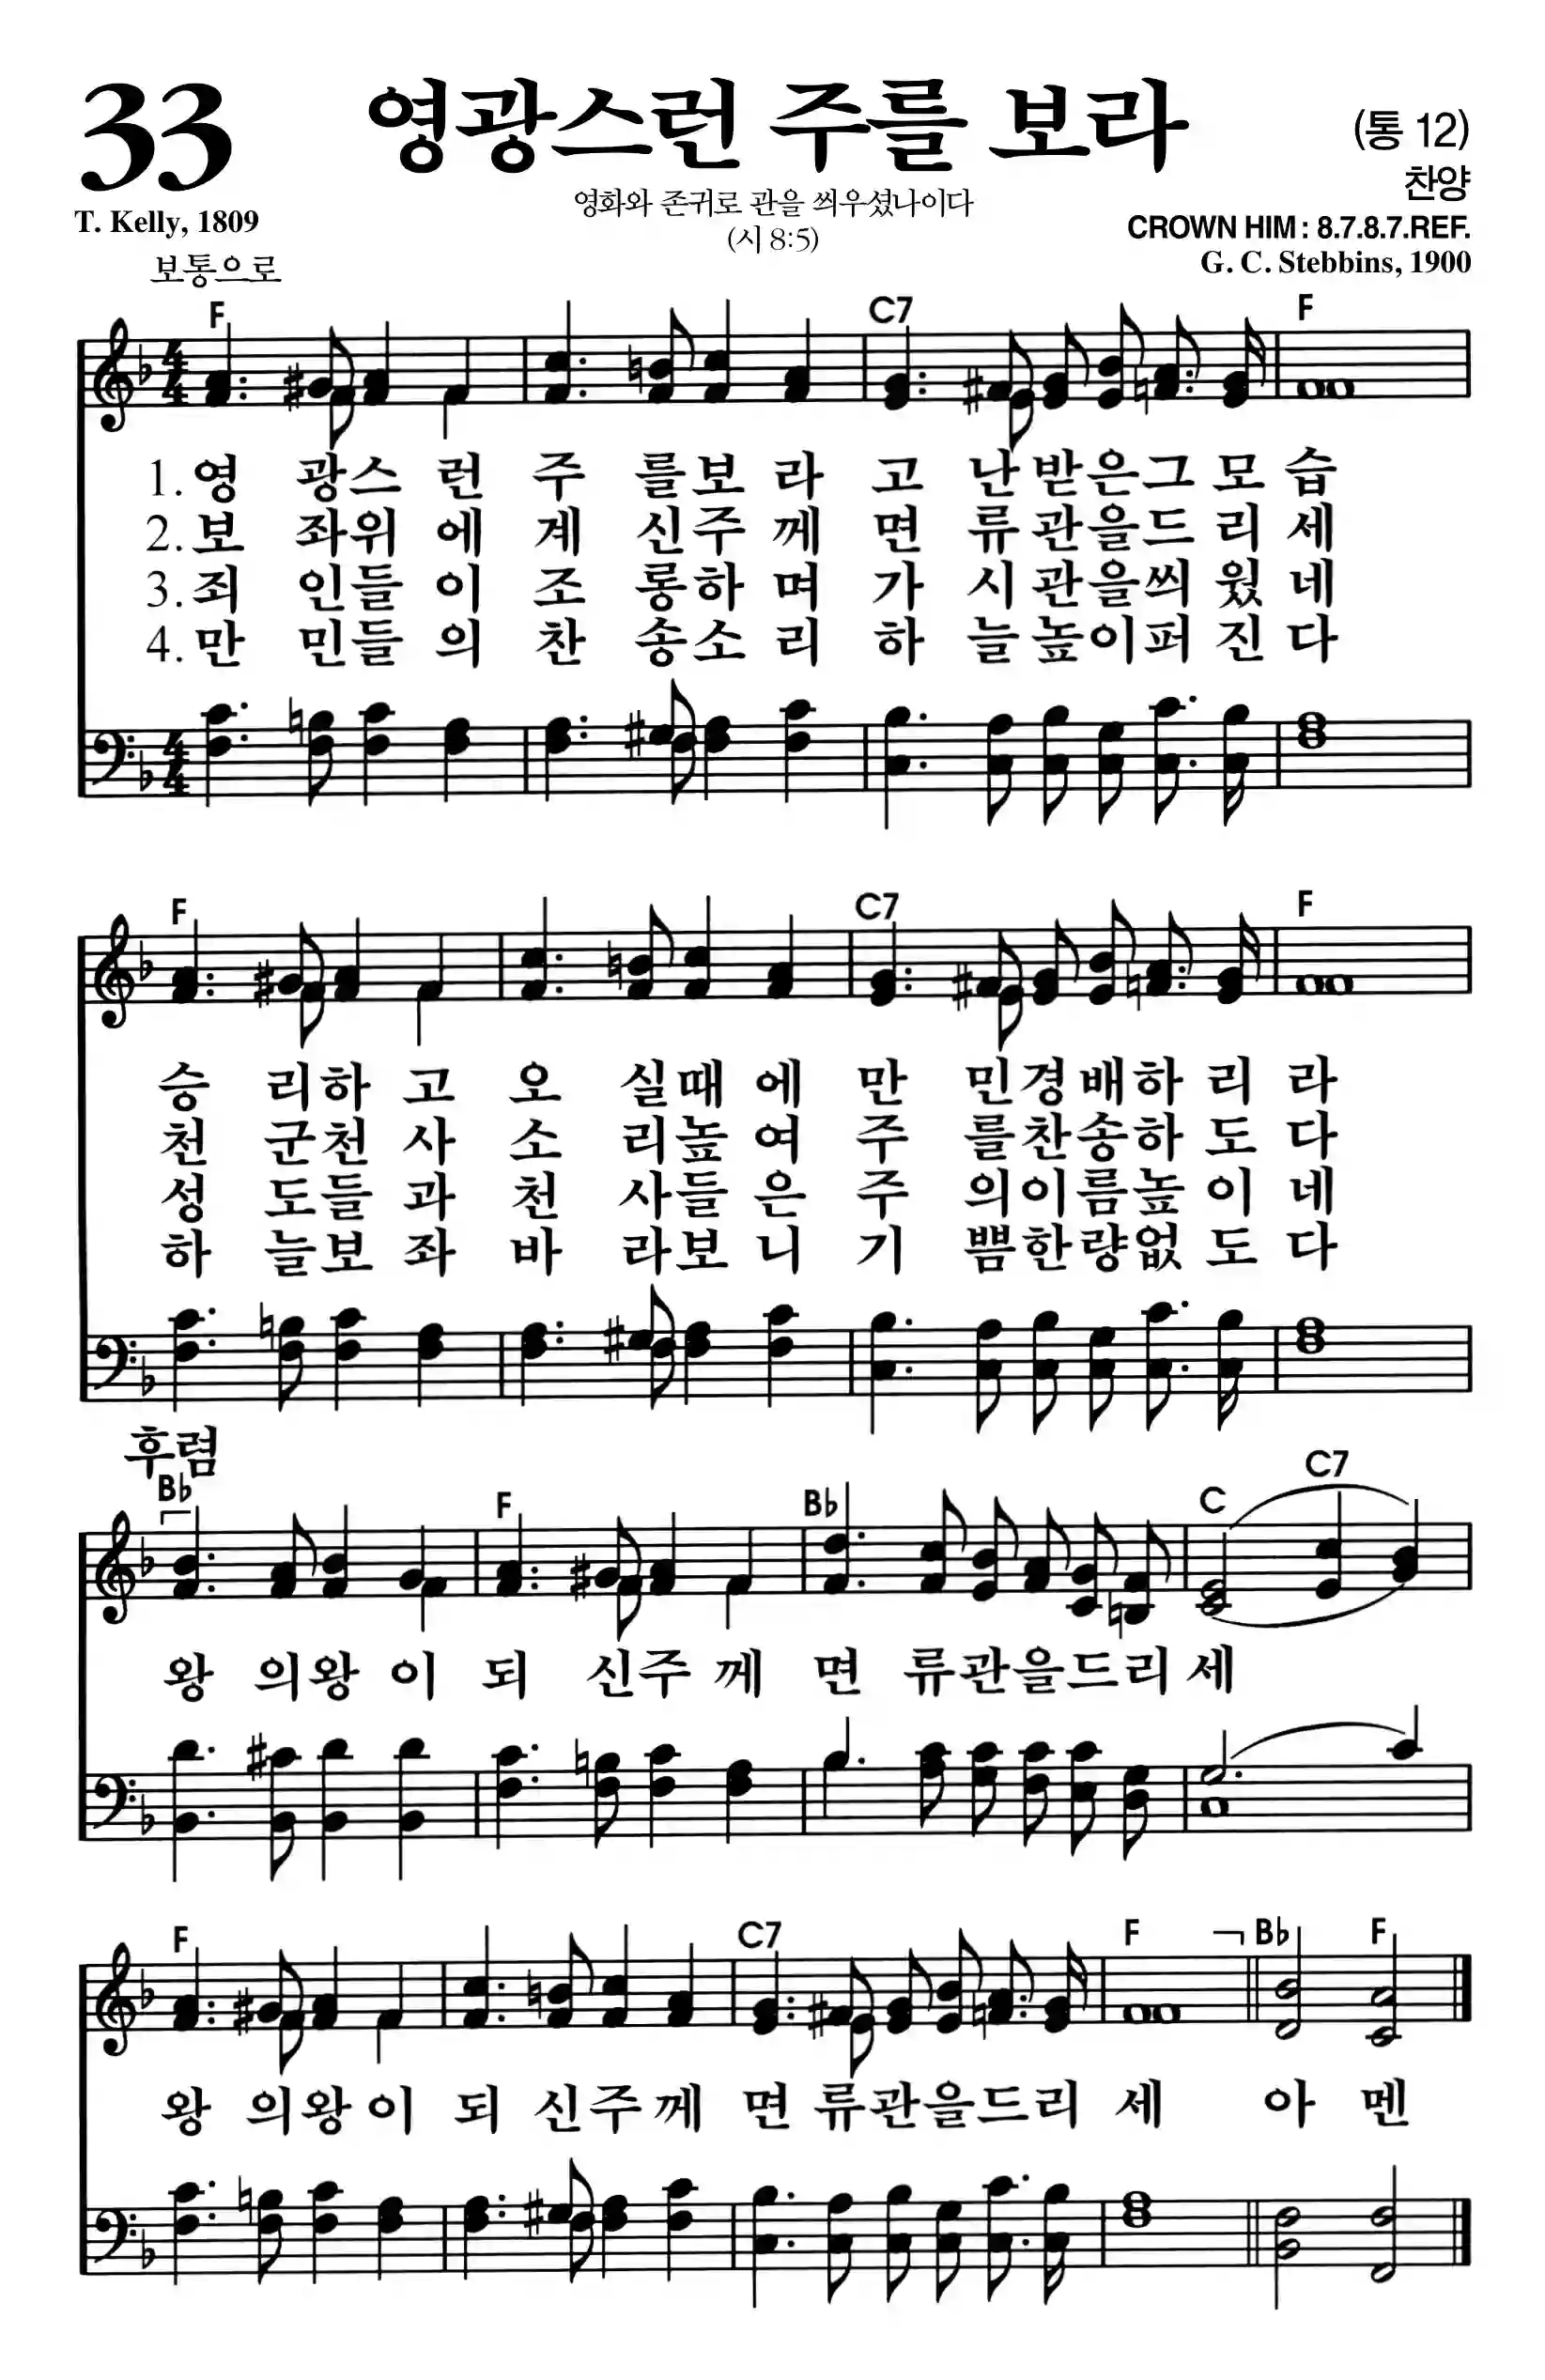 33 영광스런 주를 보라 (통 12)
찬양
영화와 존귀로 관을 씌우셨나이다
(시 8:5)
T. Kelly, 1809
CROWN HIM : 8.7.8.7.REF.
G. C. Stebbins, 1900
보통으로
F C7 F
1. 영 광스 런 주 를보 라 고 난받은그 모 습
2. 보 좌위 에 계 신주 께 면 류관을드 리 세
3. 죄 인들 이 조 롱하 며 가 시관을씌 웠 네
4. 만 민들 의 찬 송소 리 하 늘높이퍼 진 다
F C7 F
승 리하 고 오 실때 에 만 민경배하 리 라
천 군천 사 소 리높 여 주 를찬송하 도 다
성 도들 과 천 사들 은 주 의이름높 이 네
하 늘보 좌 바 라보 니 기 쁨한량없 도 다
후렴
B♭ F B♭ C C7
왕 의왕 이 되 신주 께 면 류관을드리 세
F C7 F B♭ F
왕 의왕 이 되 신주 께 면 류관을드 리 세 아 멘